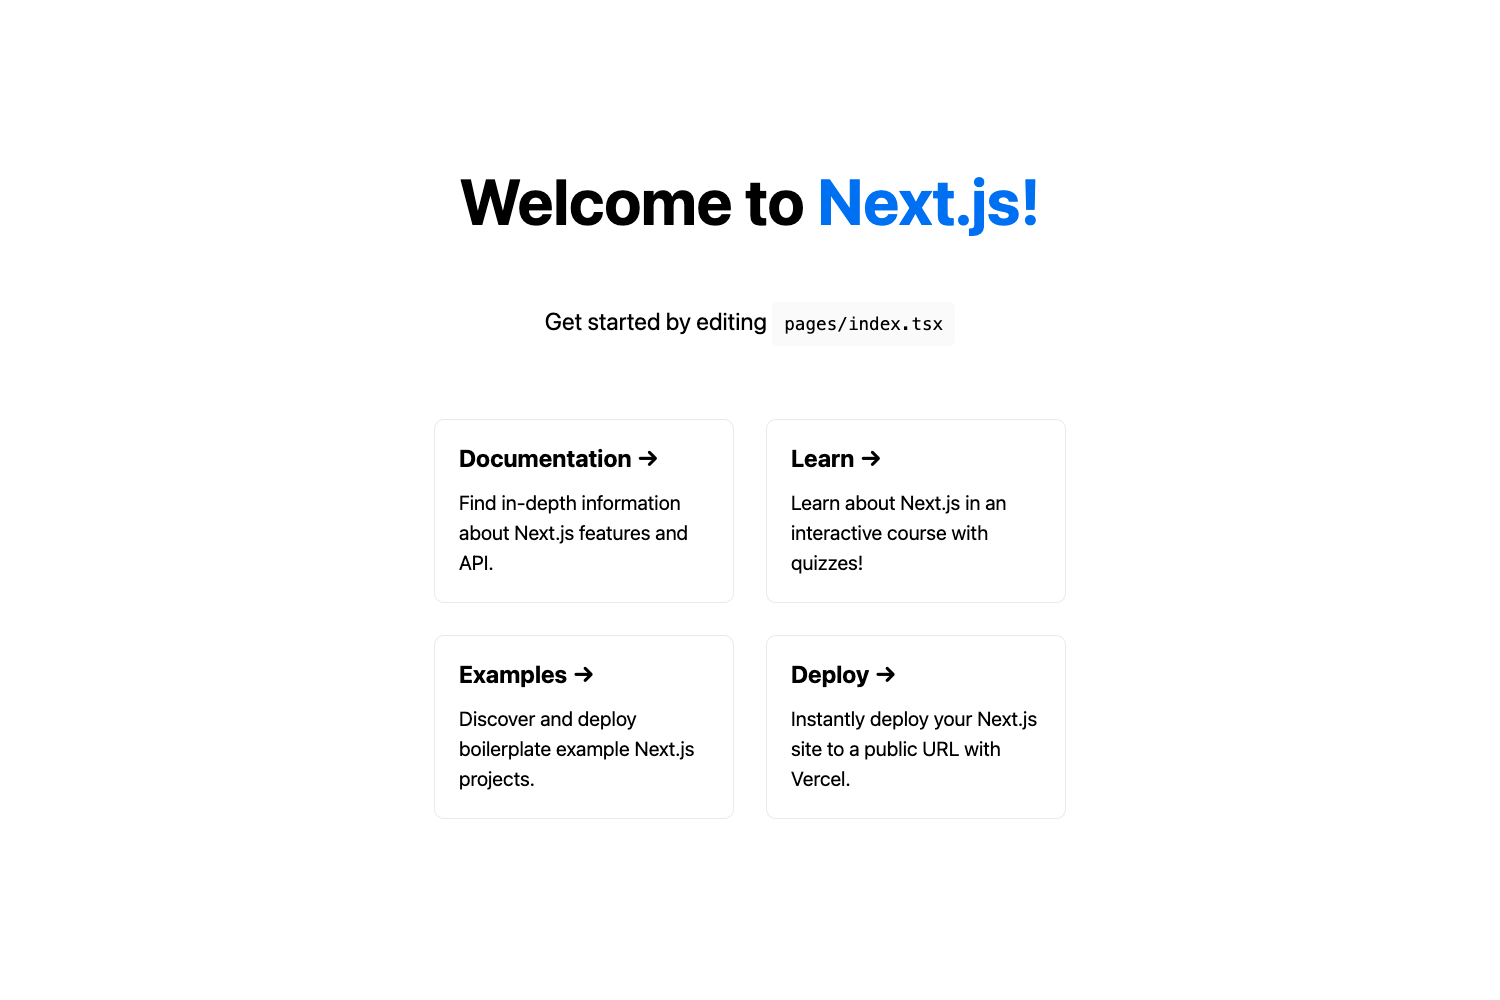 Welcome to Next.js!
Get started by editing pages/index.tsx
Documentation →
Find in-depth information
about Next.js features and
API.
Learn →
Learn about Next.js in an
interactive course with
quizzes!
Examples →
Discover and deploy
boilerplate example Next.js
projects.
Deploy →
Instantly deploy your Next.js
site to a public URL with
Vercel.